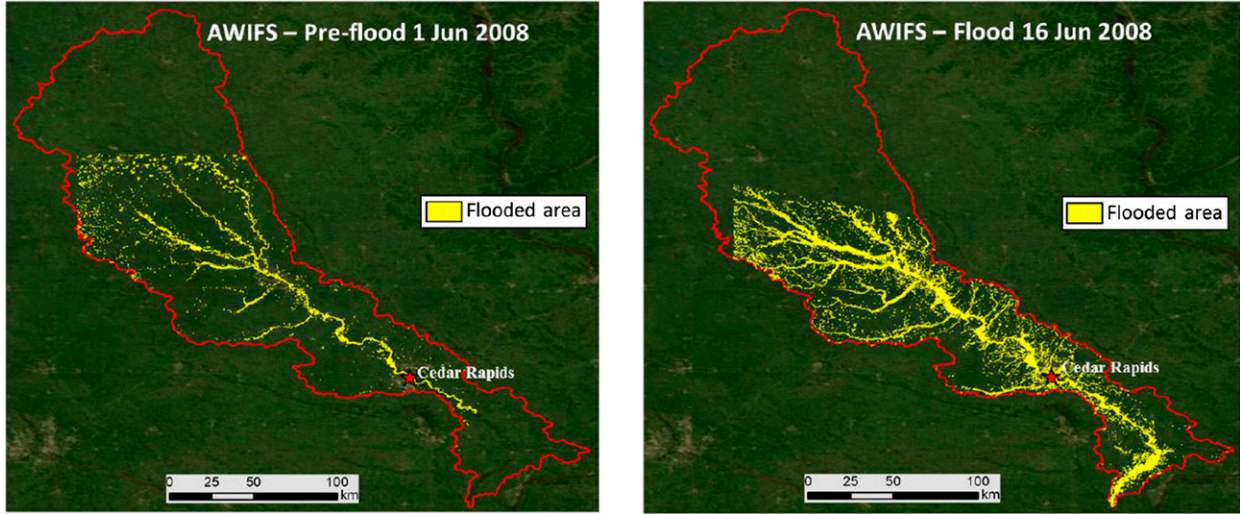 AWIFS – Pre-flood 1 Jun 2008
Flooded area
Cedar Rapids
0 25 50 100
km
AWIFS – Flood 16 Jun 2008
Flooded area
Cedar Rapids
0 25 50 100
km